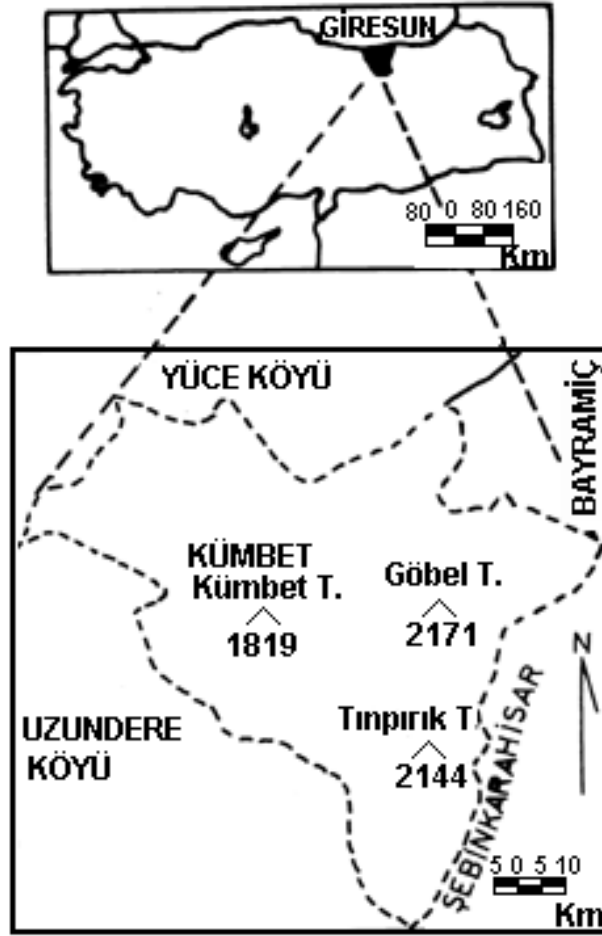 GİRESUN
80 0 80 160
Km
YÜCE KÖYÜ
BAYRAMİÇ
KÜMBET
Kümbet T.
1819
Göbel T.
2171
N
UZUNDERE
KÖYÜ
Tınpırık T.
2144
ŞEBİNKARAHİSAR
5 0 5 10
Km